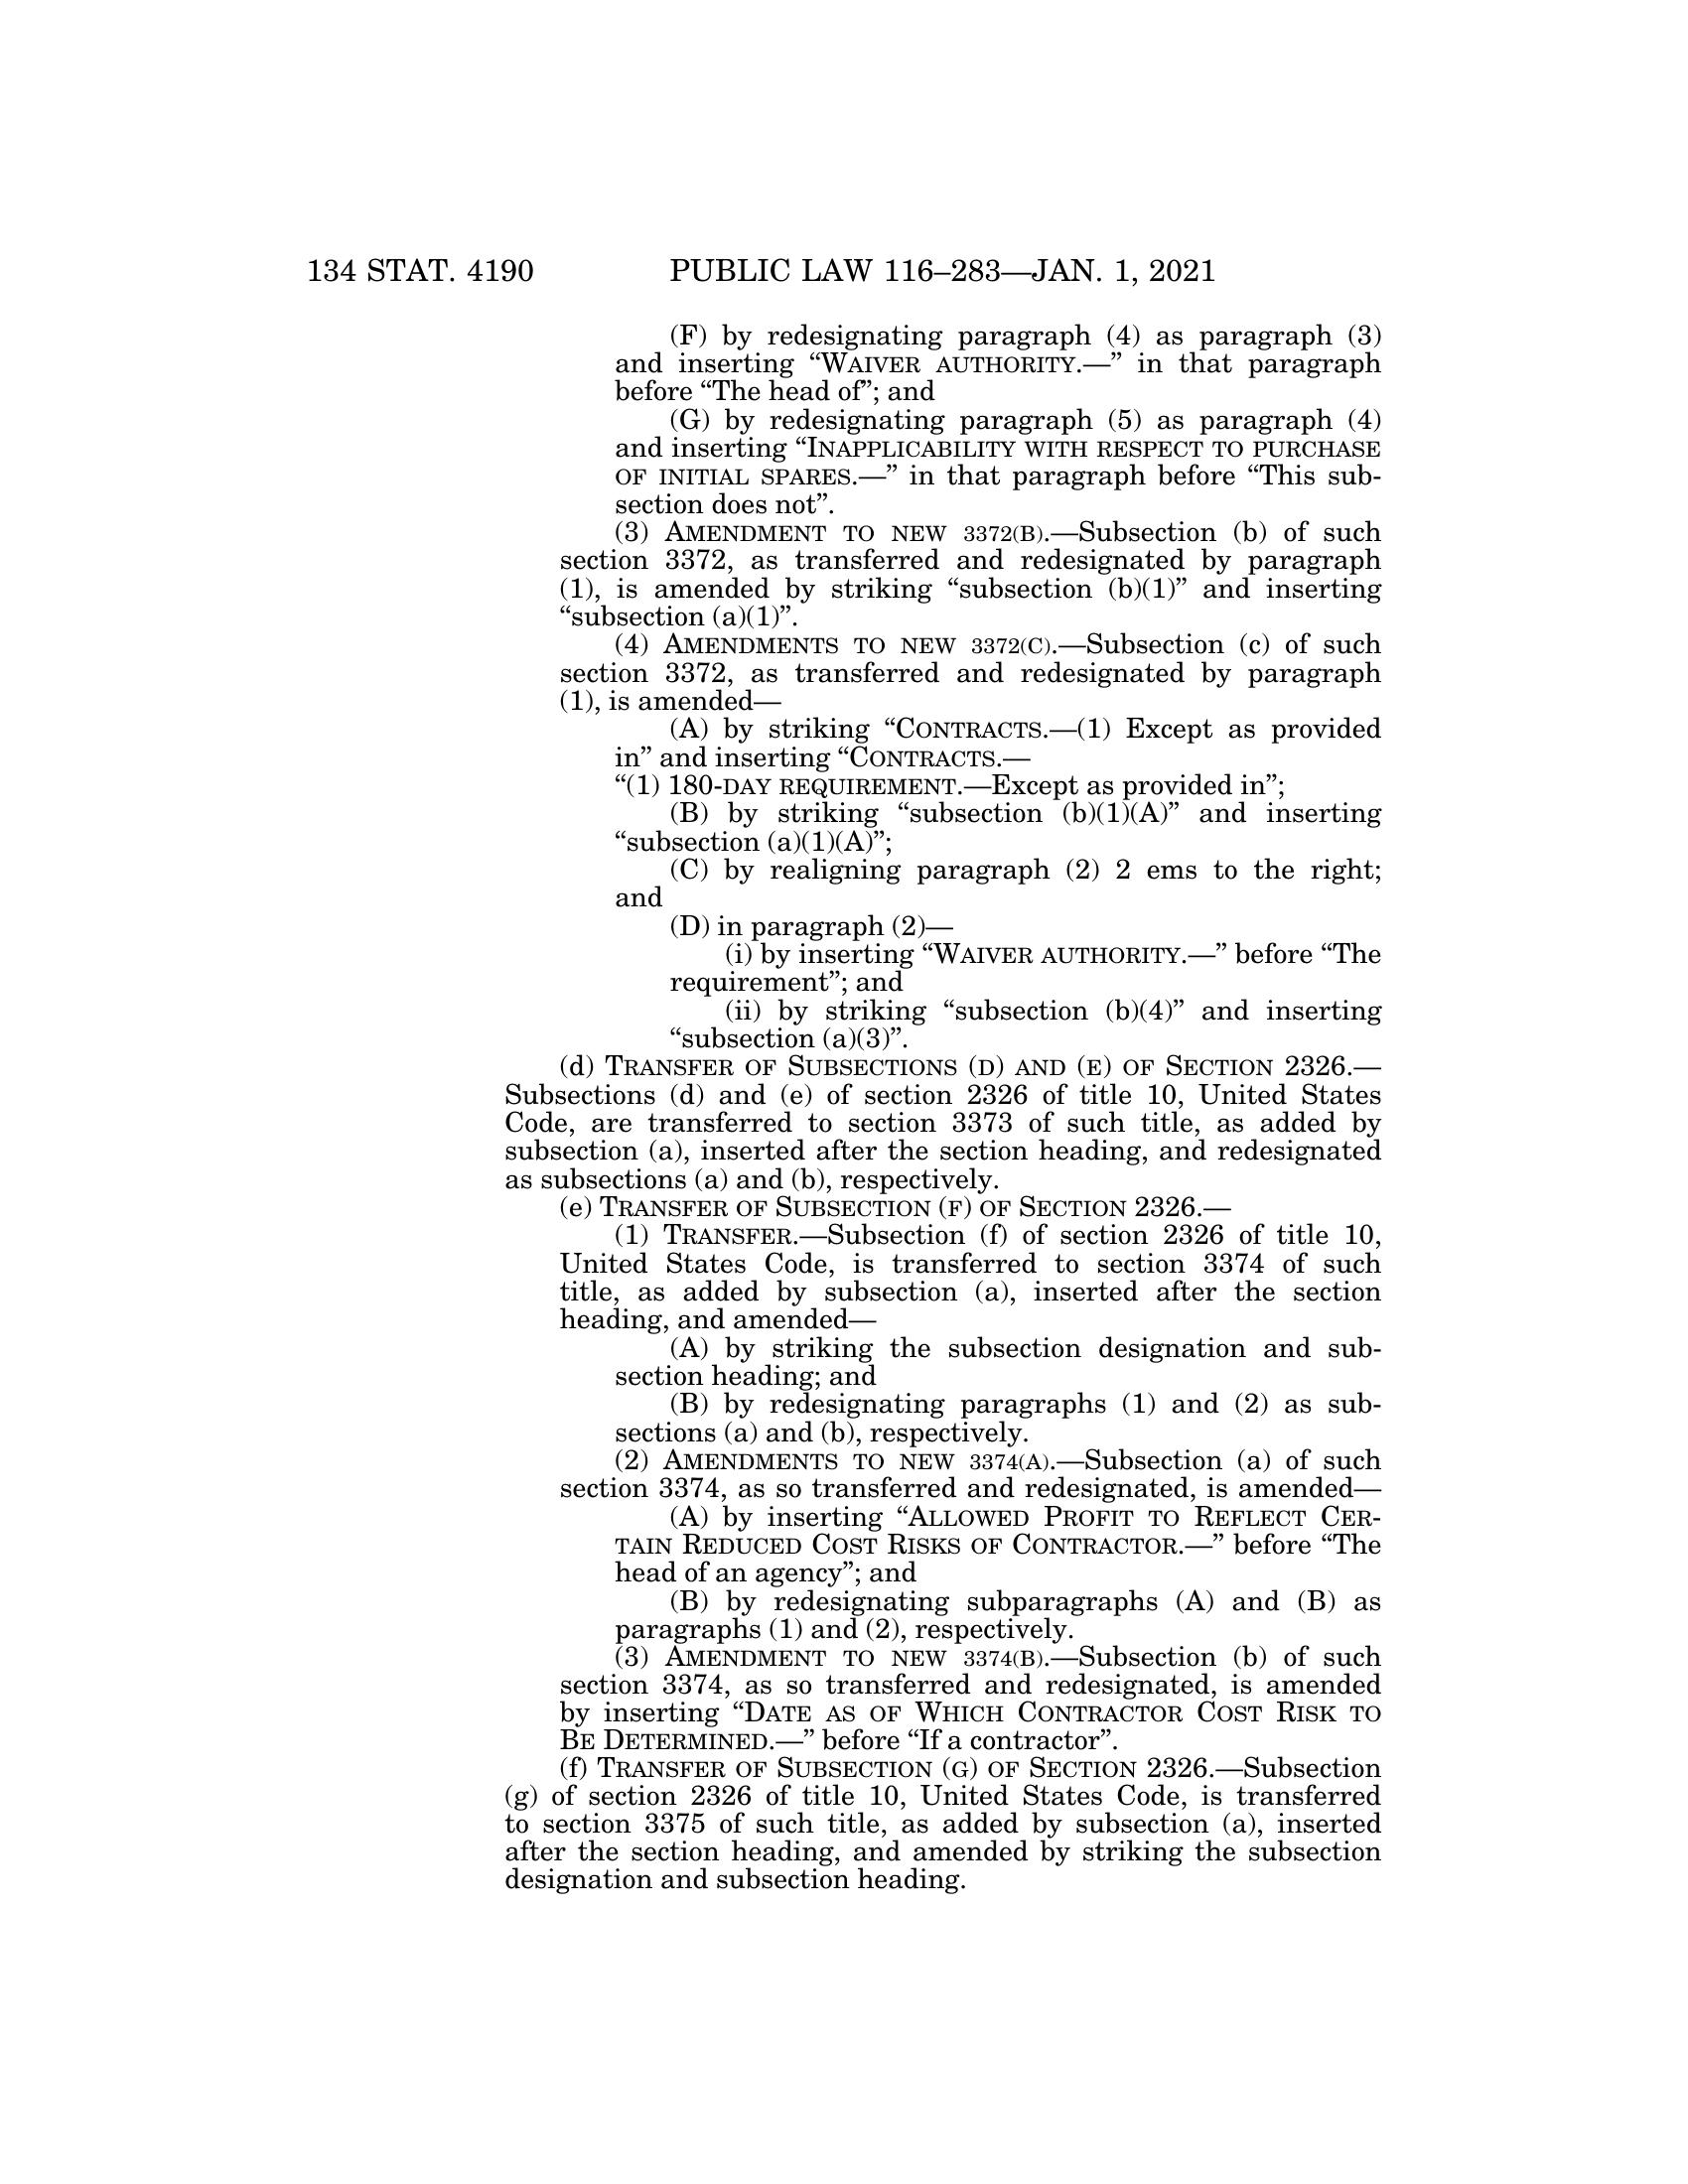 134 STAT. 4190
PUBLIC LAW 116–283—JAN. 1, 2021
(F) by redesignating paragraph (4) as paragraph (3)
and inserting “WAIVER AUTHORITY.—” in that paragraph
before “The head of”; and
(G) by redesignating paragraph (5) as paragraph (4)
and inserting “INAPPLICABILITY WITH RESPECT TO PURCHASE
OF INITIAL SPARES.—” in that paragraph before “This sub-
section does not”.
(3) AMENDMENT TO NEW 3372(B).—Subsection (b) of such
section 3372, as transferred and redesignated by paragraph
(1), is amended by striking “subsection (b)(1)” and inserting
“subsection (a)(1)”.
(4) AMENDMENTS TO NEW 3372(C).—Subsection (c) of such
section 3372, as transferred and redesignated by paragraph
(1), is amended—
(A) by striking “CONTRACTS.—(1) Except as provided
in” and inserting “CONTRACTS.—
“(1) 180-DAY REQUIREMENT.—Except as provided in”;
(B) by striking “subsection (b)(1)(A)” and inserting
“subsection (a)(1)(A)”;
(C) by realigning paragraph (2) 2 ems to the right;
and
(D) in paragraph (2)—
(i) by inserting “WAIVER AUTHORITY.—” before “The
requirement”; and
(ii) by striking “subsection (b)(4)” and inserting
“subsection (a)(3)”.
(d) TRANSFER OF SUBSECTIONS (D) AND (E) OF SECTION 2326.—
Subsections (d) and (e) of section 2326 of title 10, United States
Code, are transferred to section 3373 of such title, as added by
subsection (a), inserted after the section heading, and redesignated
as subsections (a) and (b), respectively.
(e) TRANSFER OF SUBSECTION (F) OF SECTION 2326.—
(1) TRANSFER.—Subsection (f) of section 2326 of title 10,
United States Code, is transferred to section 3374 of such
title, as added by subsection (a), inserted after the section
heading, and amended—
(A) by striking the subsection designation and sub-
section heading; and
(B) by redesignating paragraphs (1) and (2) as sub-
sections (a) and (b), respectively.
(2) AMENDMENTS TO NEW 3374(A).—Subsection (a) of such
section 3374, as so transferred and redesignated, is amended—
(A) by inserting “ALLOWED PROFIT TO REFLECT CER-
TAIN REDUCED COST RISKS OF CONTRACTOR.—” before “The
head of an agency”; and
(B) by redesignating subparagraphs (A) and (B) as
paragraphs (1) and (2), respectively.
(3) AMENDMENT TO NEW 3374(B).—Subsection (b) of such
section 3374, as so transferred and redesignated, is amended
by inserting “DATE AS OF WHICH CONTRACTOR COST RISK TO
BE DETERMINED.—” before “If a contractor”.
(f) TRANSFER OF SUBSECTION (G) OF SECTION 2326.—Subsection
(g) of section 2326 of title 10, United States Code, is transferred
to section 3375 of such title, as added by subsection (a), inserted
after the section heading, and amended by striking the subsection
designation and subsection heading.